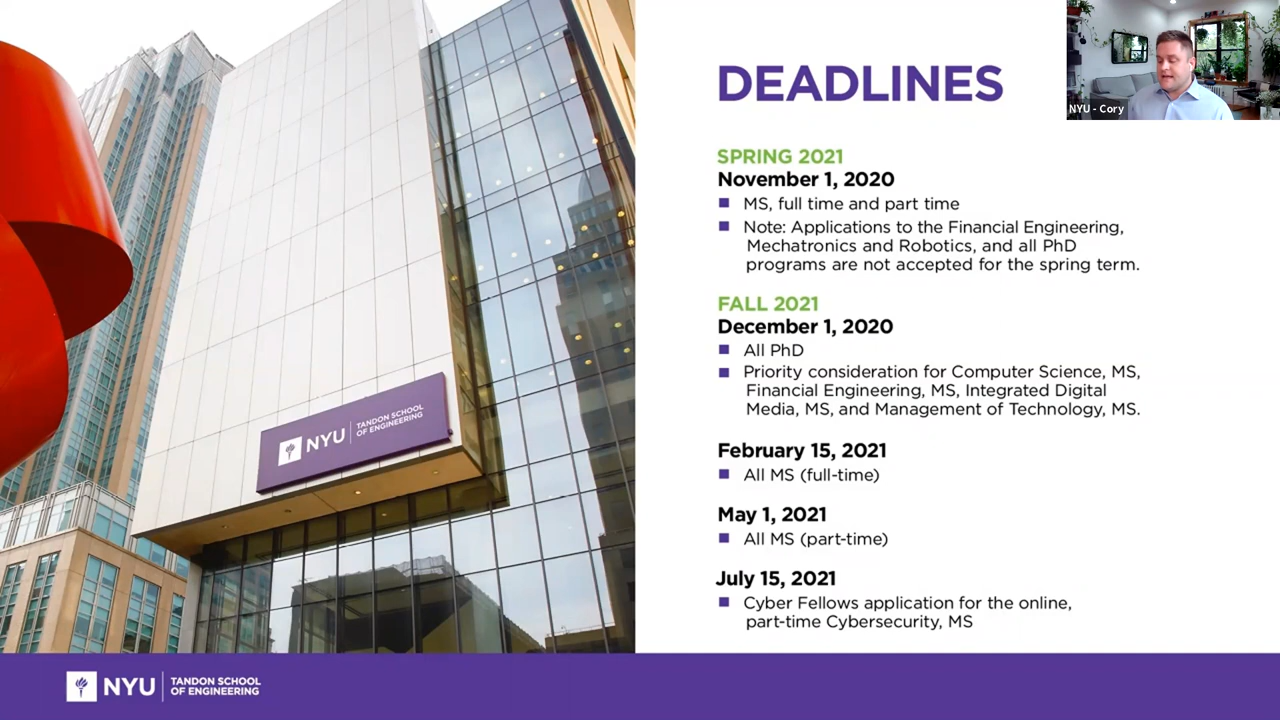 DEADLINES
NYU - Cory
SPRING 2021
November 1, 2020
MS, full time and part time
Note: Applications to the Financial Engineering,
Mechatronics and Robotics, and all PhD
programs are not accepted for the spring term.
FALL 2021
December 1, 2020
All PhD
Priority consideration for Computer Science, MS,
Financial Engineering, MS, Integrated Digital
Media, MS, and Management of Technology, MS.
February 15, 2021
All MS (full-time)
May 1, 2021
All MS (part-time)
July 15, 2021
Cyber Fellows application for the online,
part-time Cybersecurity, MS
NYU
TANDON SCHOOL
OF ENGINEERING
NYU
TANDON SCHOOL
OF ENGINEERING